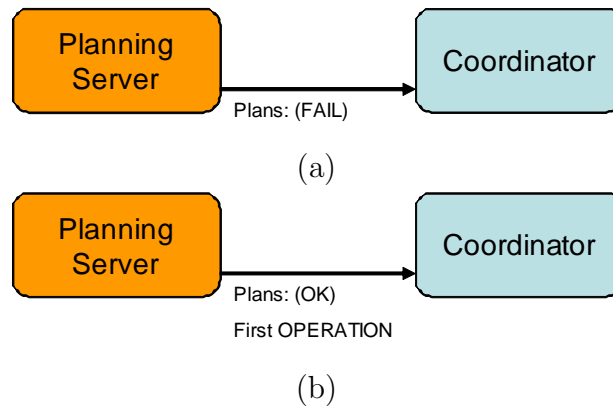 Planning
Server
Coordinator
Plans: (FAIL)
(a)
Planning
Server
Coordinator
Plans: (OK)
First OPERATION
(b)